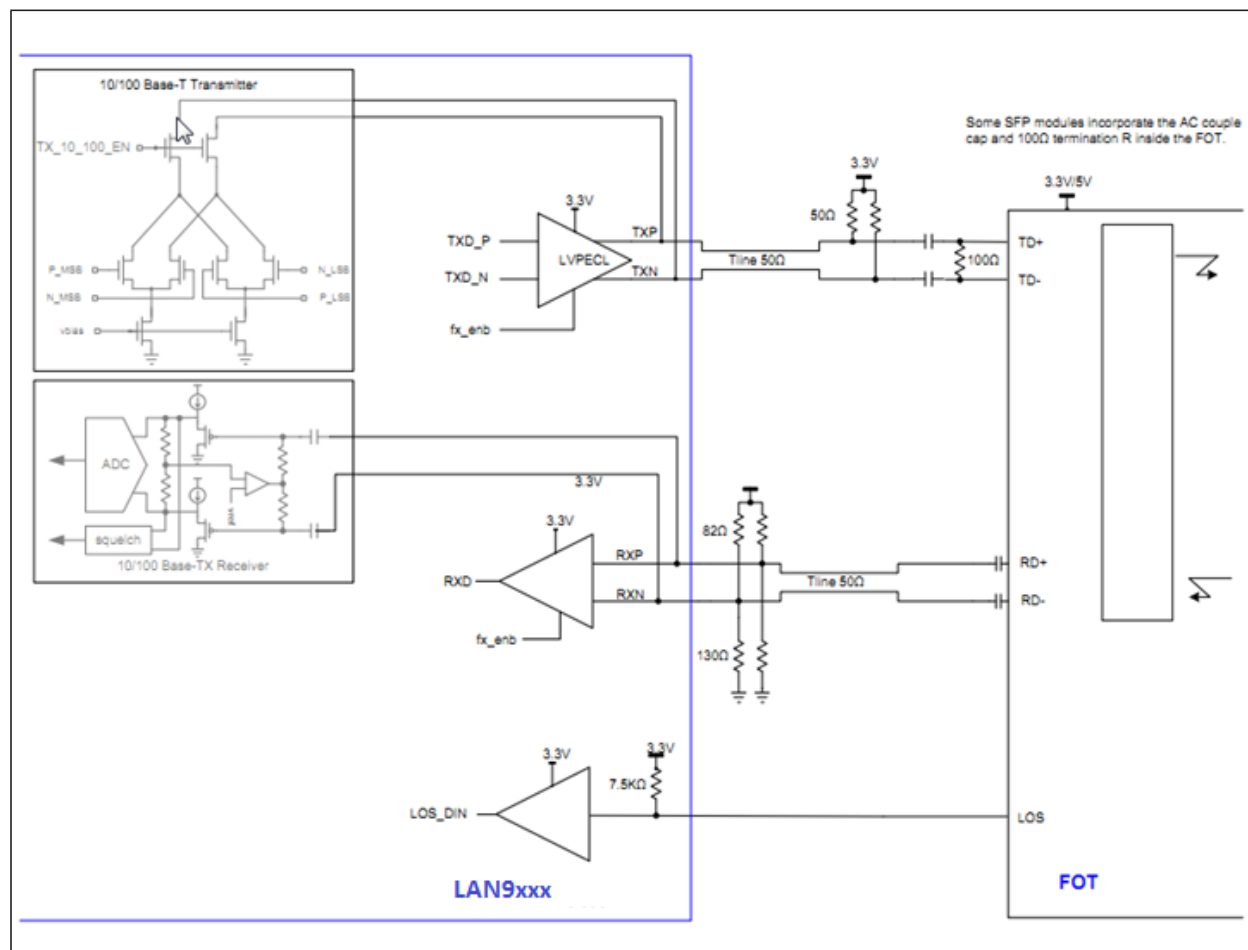 10/100 Base-T Transmitter
TX_10_100_EN
P_MSB
N_MSB
N_LSB
P_LSB
vbias
ADC
squelch
vref
10/100 Base-TX Receiver
3.3V
TXD_P
TXD_N
LVPECL
TXP
TXN
fx_enb
Tline 50Ω
3.3V
50Ω
100Ω
Some SFP modules incorporate the AC couple
cap and 100Ω termination R inside the FOT.
3.3V/5V
TD+
TD-
3.3V
3.3V
RXD
RXP
RXN
fx_enb
82Ω
130Ω
Tline 50Ω
RD+
RD-
3.3V
LOS_DIN
3.3V
7.5KΩ
LOS
LAN9xxx
FOT